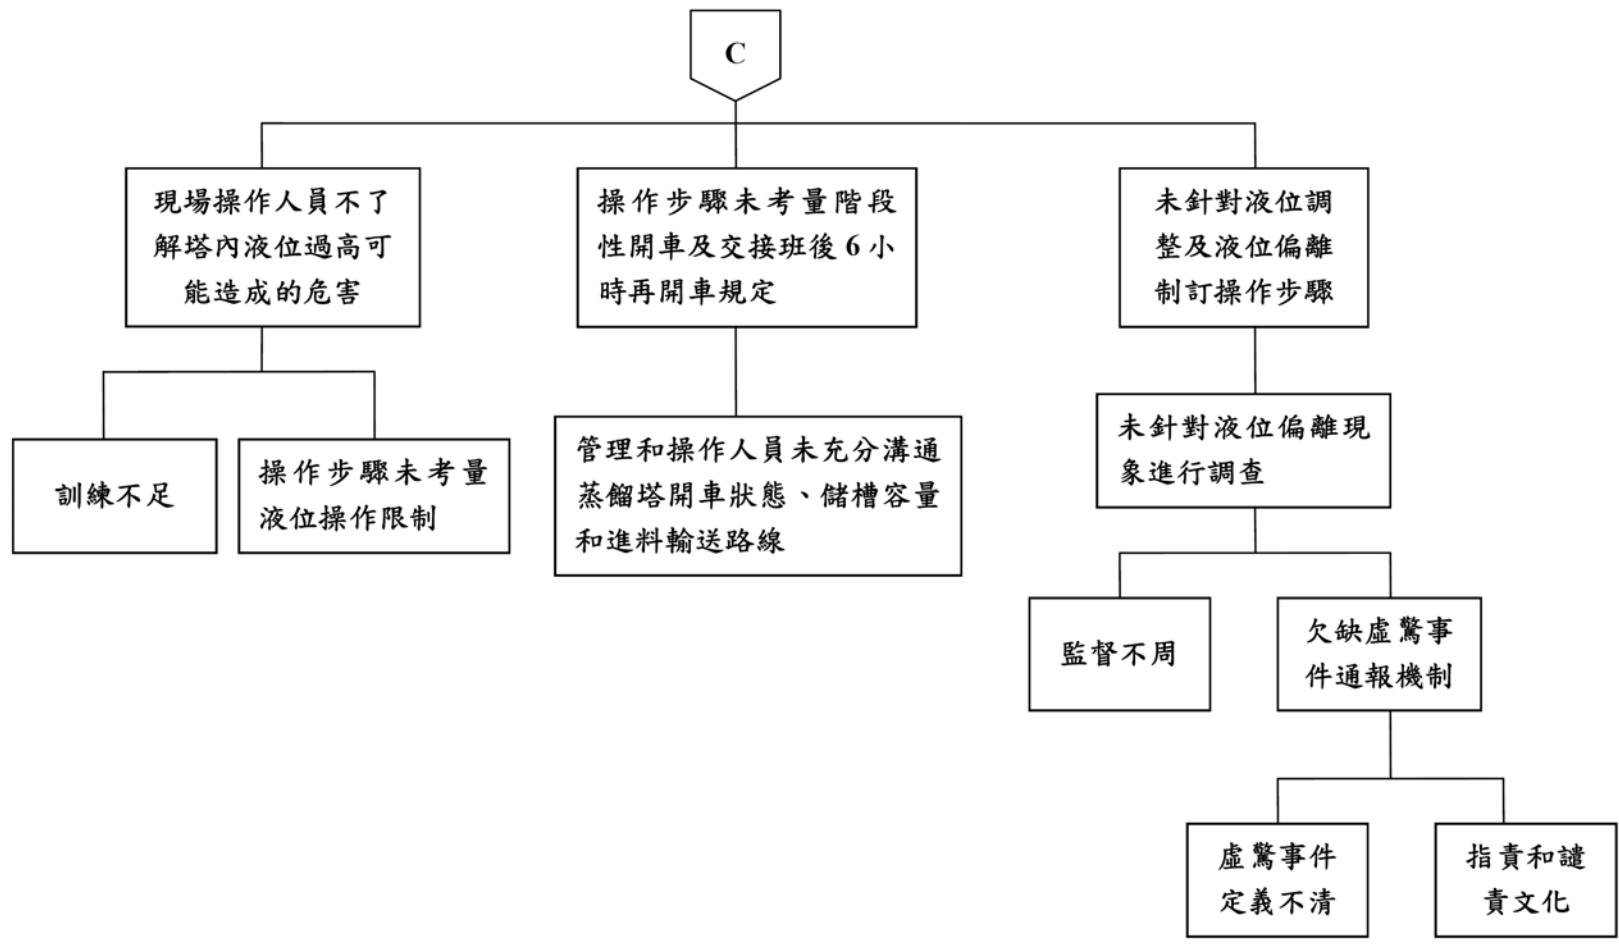 C
現場操作人員不了
解塔內液位過高可
能造成的危害
操作步驟未考量階段
性開車及交接班後 6 小
時再開車規定
未針對液位調
整及液位偏離
制訂操作步驟
訓練不足
操作步驟未考量
液位操作限制
管理和操作人員未充分溝通
蒸餾塔開車狀態、儲槽容量
和進料輸送路線
未針對液位偏離現
象進行調查
監督不周
欠缺虛驚事
件通報機制
虛驚事件
定義不清
指責和譴
責文化